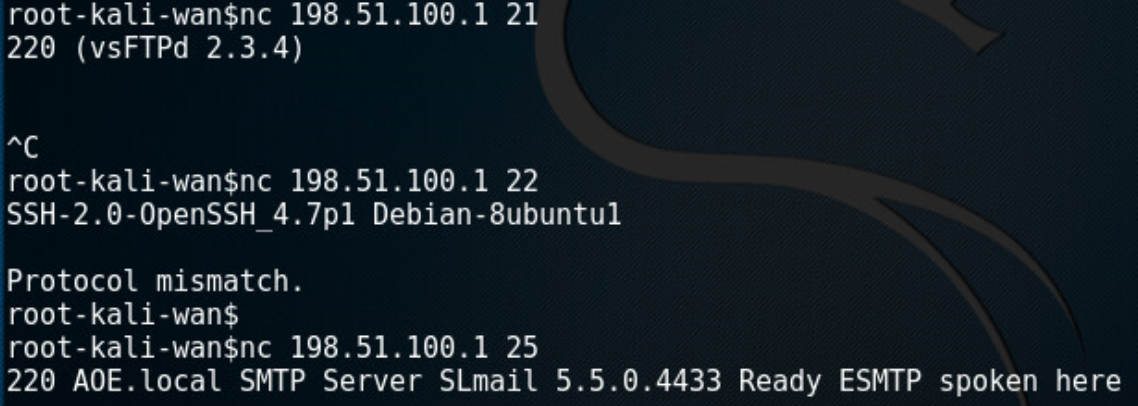 root-kali-wan$nc 198.51.100.1 21
220 (vsFTPd 2.3.4)
^C
root-kali-wan$nc 198.51.100.1 22
SSH-2.0-OpenSSH_4.7p1 Debian-8ubuntu1
Protocol mismatch.
root-kali-wan$
root-kali-wan$nc 198.51.100.1 25
220 AOE.local SMTP Server SLmail 5.5.0.4433 Ready ESMTP spoken here